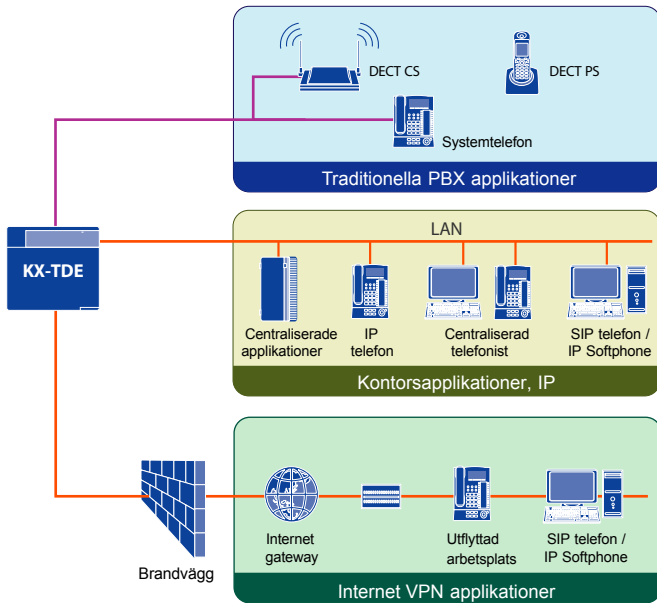 DECT CS
DECT PS
Systemtelefon
Traditionella PBX applikationer
KX-TDE
LAN
Centraliserade
applikationer
IP
telefon
Centraliserad
telefonist
SIP telefon /
IP Softphone
Kontorsapplikationer, IP
Brandvägg
Internet
gateway
Utflyttad
arbetsplats
SIP telefon /
IP Softphone
Internet VPN applikationer